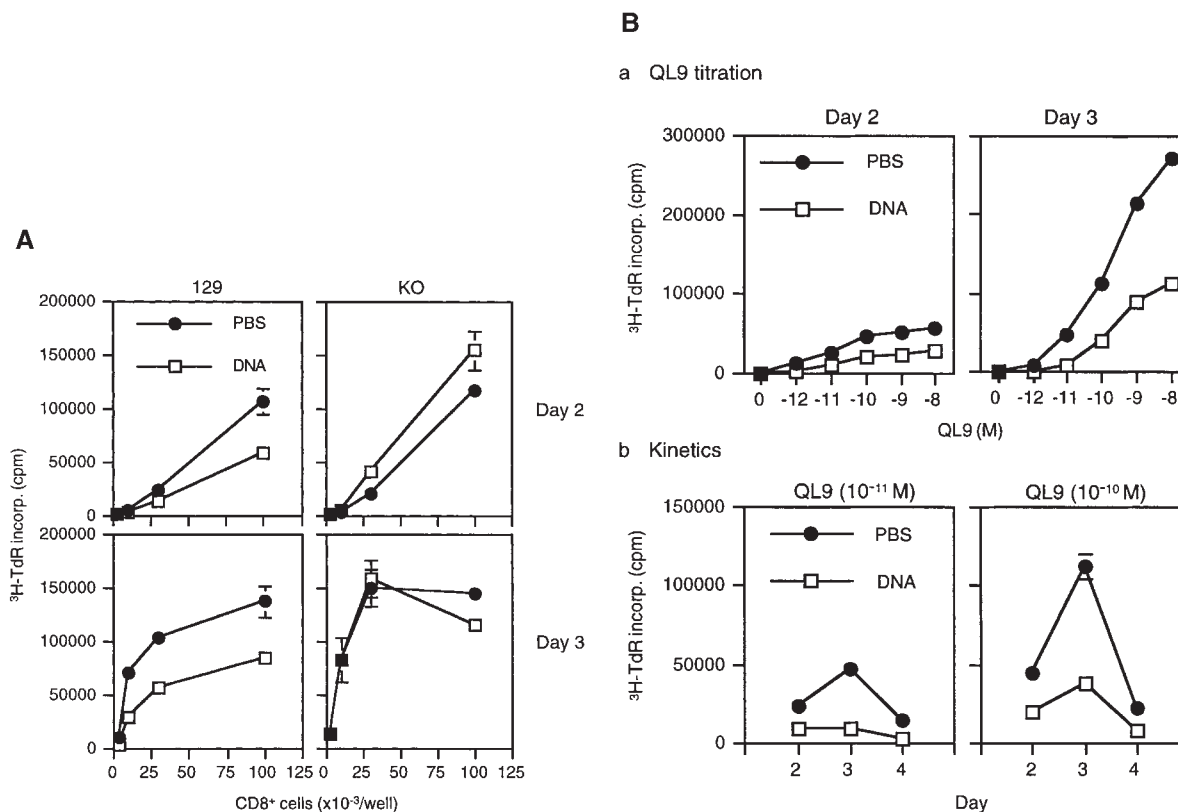 A
129
KO
200000
150000
100000
50000
0
PBS
DNA
Day 2
200000
150000
100000
50000
0
Day 3
³H-TdR incorp. (cpm)
0 25 50 75 100 125
0 25 50 75 100 125
CD8⁺ cells (x10⁻³/well)
B
a QL9 titration
Day 2
Day 3
300000
200000
100000
0
³H-TdR incorp. (cpm)
PBS
DNA
0 -12 -11 -10 -9 -8
0 -12 -11 -10 -9 -8
QL9 (M)
b Kinetics
QL9 (10⁻¹¹ M)
QL9 (10⁻¹⁰ M)
150000
100000
50000
0
³H-TdR incorp. (cpm)
PBS
DNA
2 3 4
2 3 4
Day